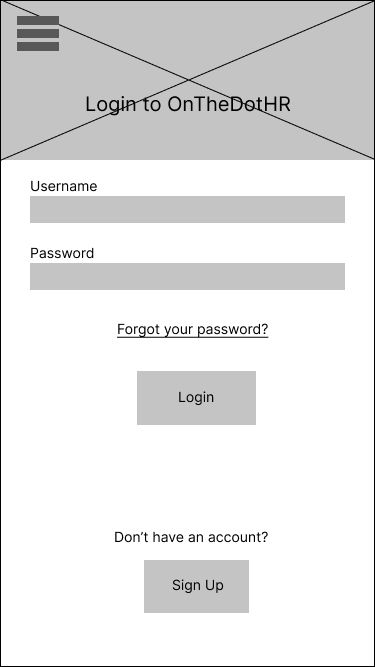 Login to OnTheDotHR
Username
Password
Forgot your password?
Login
Don’t have an account?
Sign Up